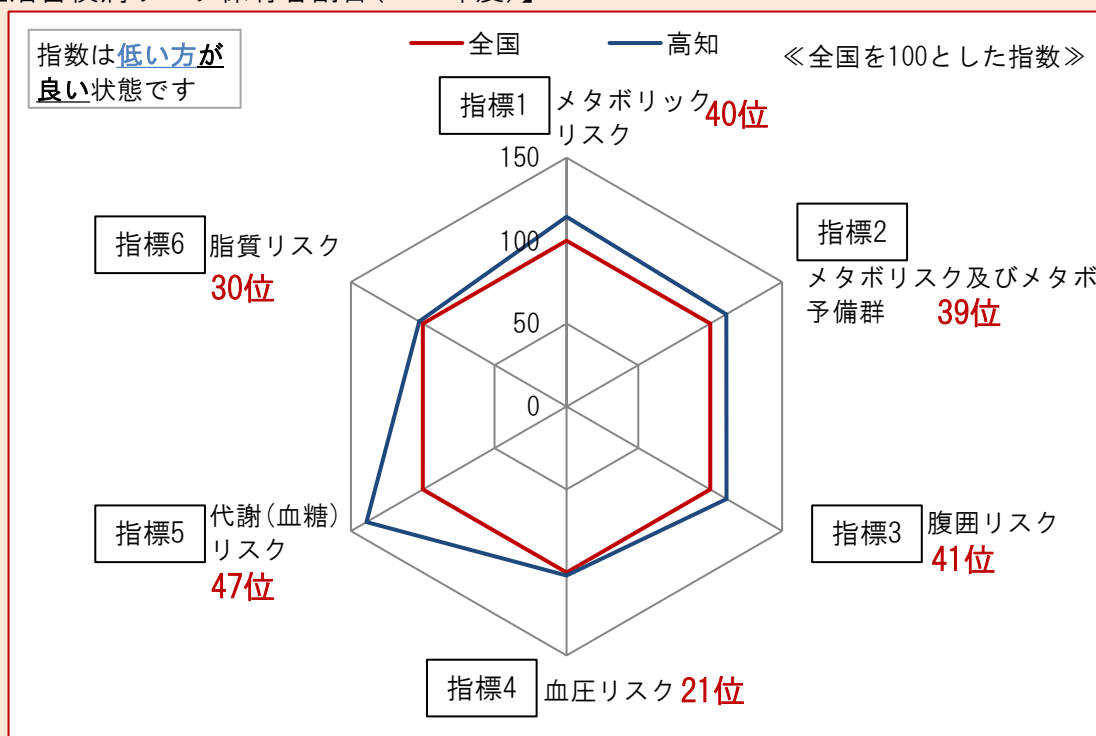 指数は低い方が
良い状態です
全国
高知
≪全国を100とした指数≫
指標1
メタボリック
リスク
40位
指標2
メタボリスク及びメタボ
予備群
39位
指標3
腹囲リスク
41位
指標4
血圧リスク
21位
指標5
代謝(血糖)
リスク
47位
指標6
脂質リスク
30位
150
100
50
0